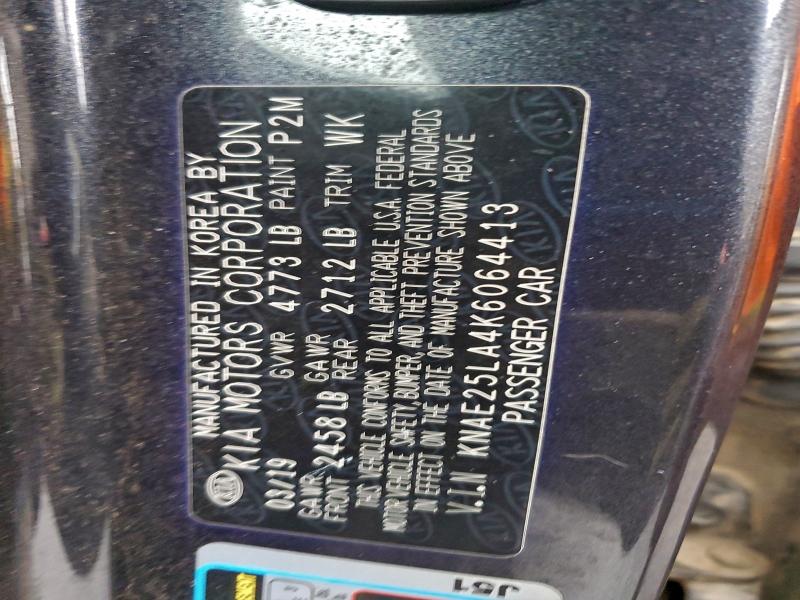 KIA
MANUFACTURED IN KOREA BY
KIA MOTORS CORPORATION
03/19 GVWR 4773 LB PAINT P2M
GAWR FRONT 2458 LB GAWR REAR 2712 LB TRIM WK
THIS VEHICLE CONFORMS TO ALL APPLICABLE U.S.A. FEDERAL
MOTOR VEHICLE SAFETY, BUMPER, AND THEFT PREVENTION STANDARDS
IN EFFECT ON THE DATE OF MANUFACTURE SHOWN ABOVE
V.I.N KNAE25LA4K6064413
PASSENGER CAR
J51